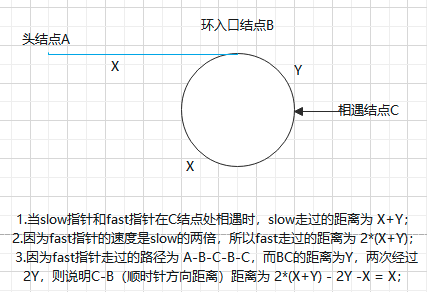 环入口结点B
头结点A
X
Y
相遇结点C
X
1.当slow指针和fast指针在C结点处相遇时，slow走过的距离为 X+Y；
2.因为fast指针的速度是slow的两倍，所以fast走过的距离为 2*(X+Y)；
3.因为fast指针走过的路径为 A-B-C-B-C，而BC的距离为Y，两次经过
2Y，则说明C-B（顺时针方向距离）距离为 2*(X+Y) - 2Y -X = X；